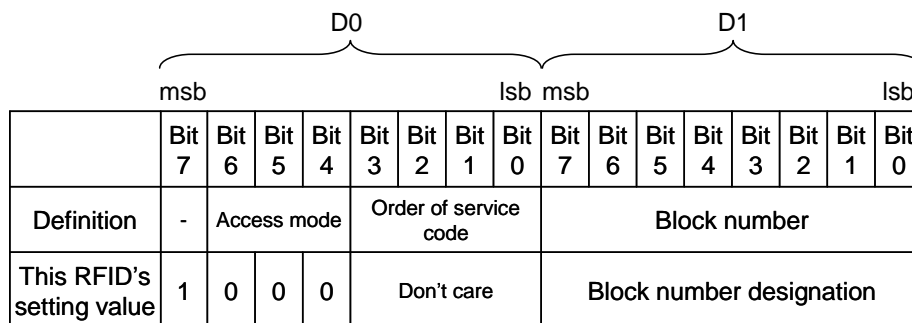 D0 D1
msb lsb msb lsb
Bit 7 Bit 6 Bit 5 Bit 4 Bit 3 Bit 2 Bit 1 Bit 0 Bit 7 Bit 6 Bit 5 Bit 4 Bit 3 Bit 2 Bit 1 Bit 0
Definition - Access mode Order of service code Block number
This RFID's setting value 1 0 0 0 Don't care Block number designation